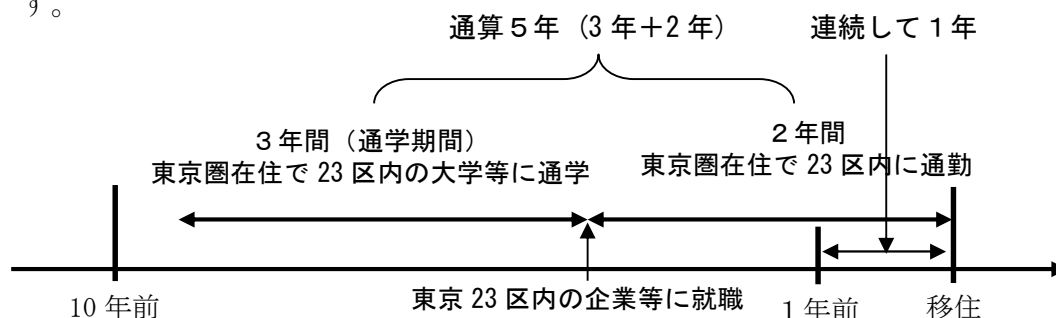 す。
通算５年（3 年＋2 年）
連続して１年
３年間（通学期間）
東京圏在住で 23 区内の大学等に通学
２年間
東京圏在住で 23 区内に通勤
東京 23 区内の企業等に就職
10 年前
１年前
移住